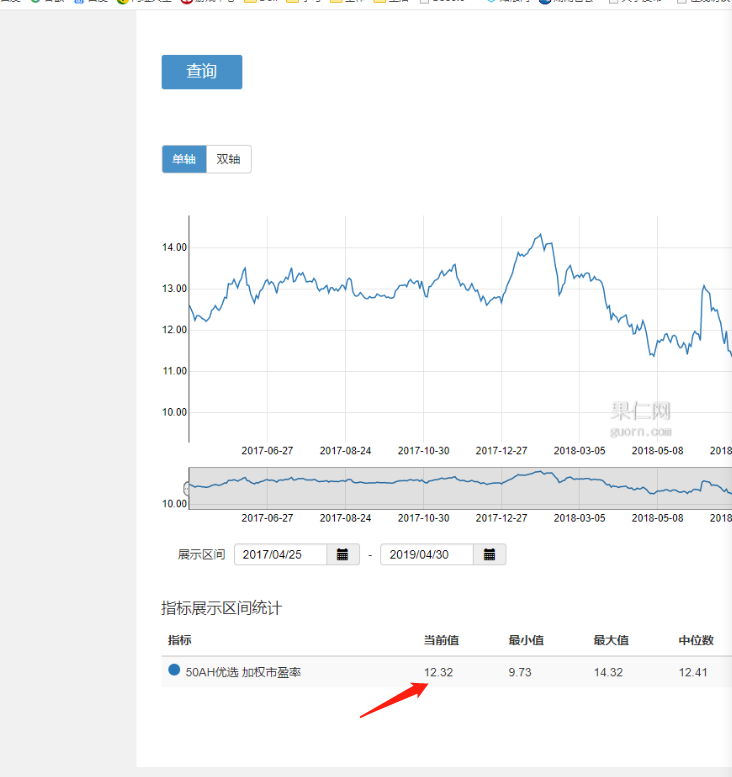 查询
单轴 双轴
14.00
13.00
12.00
11.00
10.00
果仁网
guorn.com
2017-06-27 2017-08-24 2017-10-30 2017-12-27 2018-03-05 2018-05-08 2018
10.00
2017-06-27 2017-08-24 2017-10-30 2017-12-27 2018-03-05 2018-05-08 2018
展示区间 2017/04/25 - 2019/04/30
指标展示区间统计
指标 当前值 最小值 最大值 中位数
50AH优选 加权市盈率 12.32 9.73 14.32 12.41